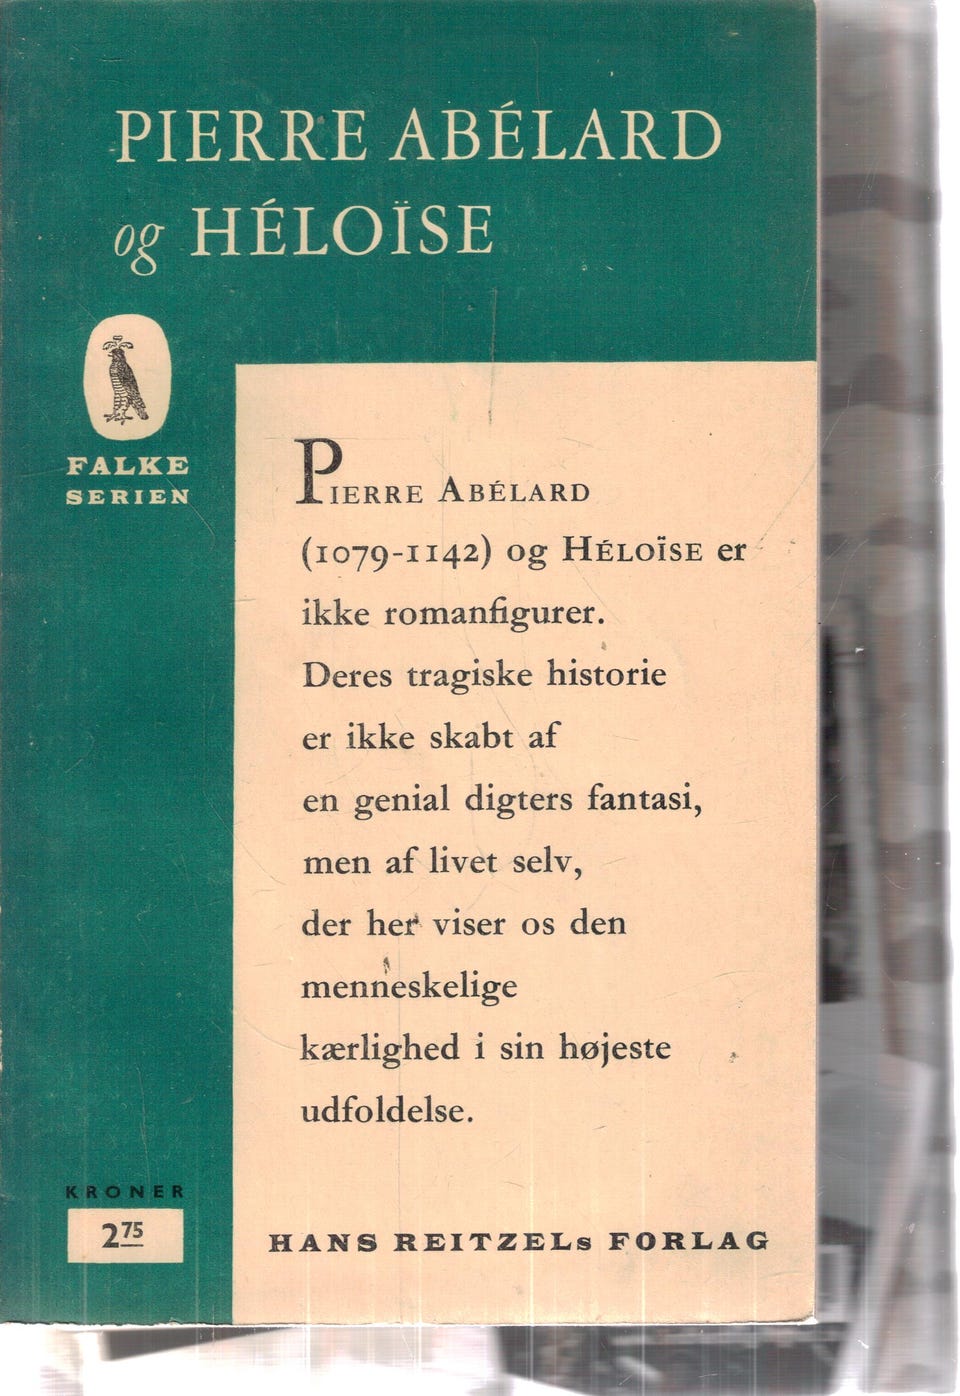 PIERRE ABÉLARD
og HÉLOÏSE
FALKE
SERIEN
PIERRE ABÉLARD
(1079-1142) og HÉLOÏSE er
ikke romanfigurer.
Deres tragiske historie
er ikke skabt af
en genial digters fantasi,
men af livet selv,
der her viser os den
menneskelige
kærlighed i sin højeste
udfoldelse.
KRONER
2 75
HANS REITZELs FORLAG